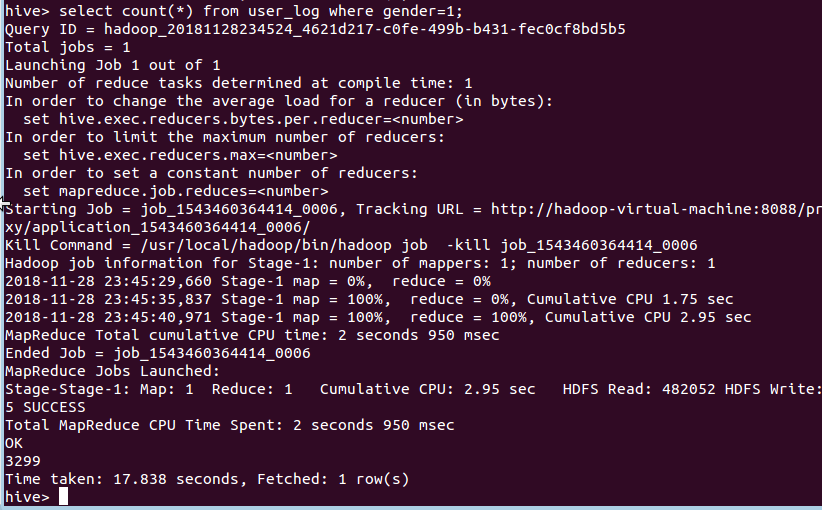 hive> select count(*) from user_log where gender=1;
Query ID = hadoop_20181128234524_4621d217-c0fe-499b-b431-fec0cf8bd5b5
Total jobs = 1
Launching Job 1 out of 1
Number of reduce tasks determined at compile time: 1
In order to change the average load for a reducer (in bytes):
  set hive.exec.reducers.bytes.per.reducer=<number>
In order to limit the maximum number of reducers:
  set hive.exec.reducers.max=<number>
In order to set a constant number of reducers:
  set mapreduce.job.reduces=<number>
Starting Job = job_1543460364414_0006, Tracking URL = http://hadoop-virtual-machine:8088/pr
xy/application_1543460364414_0006/
Kill Command = /usr/local/hadoop/bin/hadoop job  -kill job_1543460364414_0006
Hadoop job information for Stage-1: number of mappers: 1; number of reducers: 1
2018-11-28 23:45:29,660 Stage-1 map = 0%,  reduce = 0%
2018-11-28 23:45:35,837 Stage-1 map = 100%,  reduce = 0%, Cumulative CPU 1.75 sec
2018-11-28 23:45:40,971 Stage-1 map = 100%,  reduce = 100%, Cumulative CPU 2.95 sec
MapReduce Total cumulative CPU time: 2 seconds 950 msec
Ended Job = job_1543460364414_0006
MapReduce Jobs Launched:
Stage-Stage-1: Map: 1  Reduce: 1   Cumulative CPU: 2.95 sec   HDFS Read: 482052 HDFS Write:
5 SUCCESS
Total MapReduce CPU Time Spent: 2 seconds 950 msec
OK
3299
Time taken: 17.838 seconds, Fetched: 1 row(s)
hive>